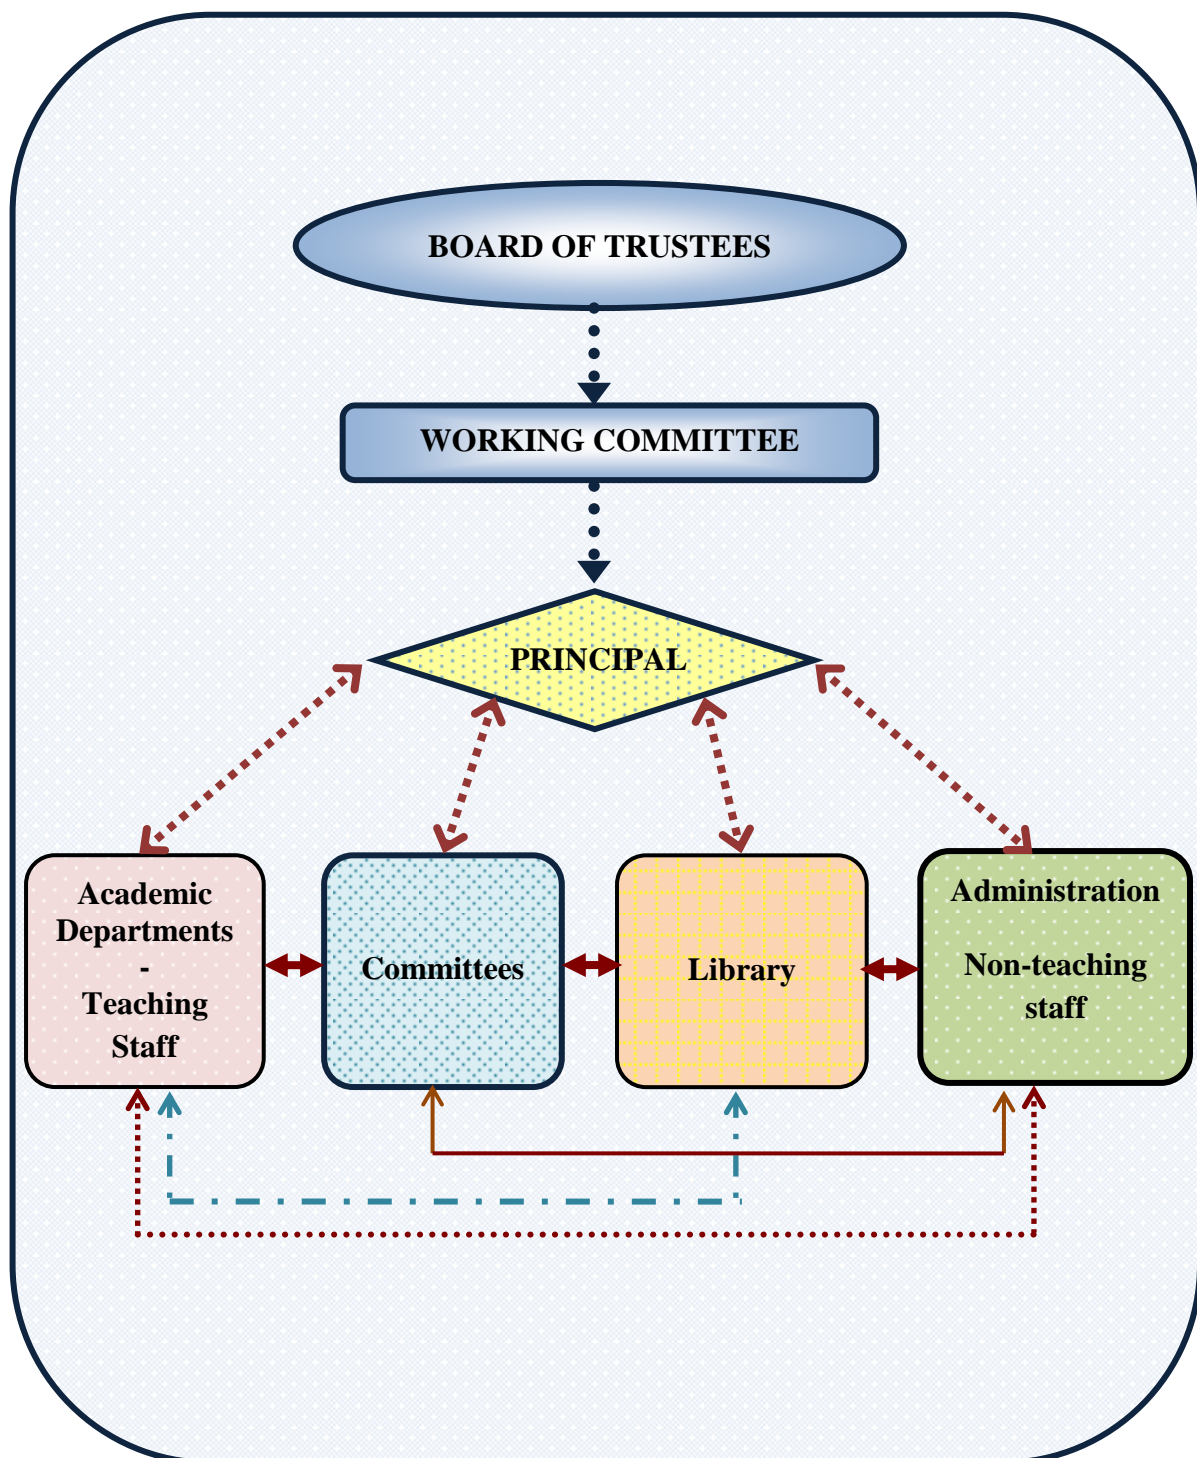 BOARD OF TRUSTEES
WORKING COMMITTEE
PRINCIPAL
Academic
Departments
-
Teaching
Staff
Committees
Library
Administration
Non-teaching
staff